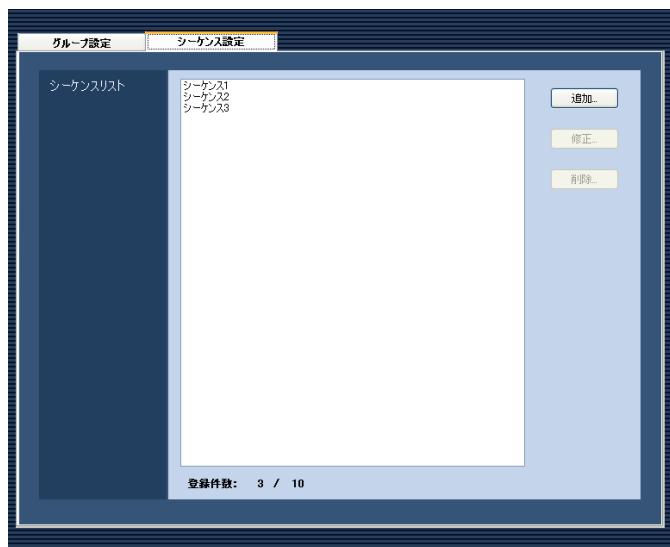 グループ設定
シーケンス設定
シーケンスリスト
シーケンス1
シーケンス2
シーケンス3
追加...
修正...
削除...
登録件数: 3 / 10